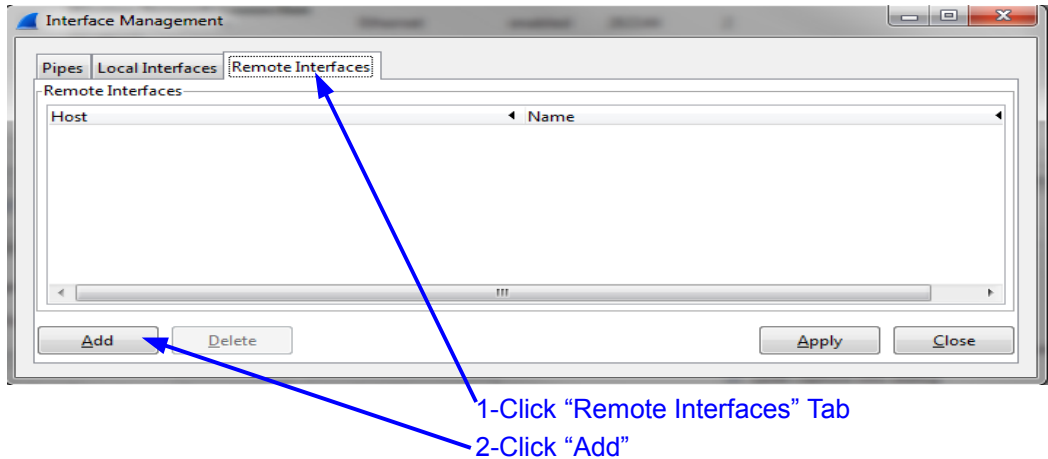 Interface Management
Pipes Local Interfaces Remote Interfaces
Remote Interfaces
Host Name
Add Delete Apply Close
1-Click “Remote Interfaces” Tab
2-Click “Add”